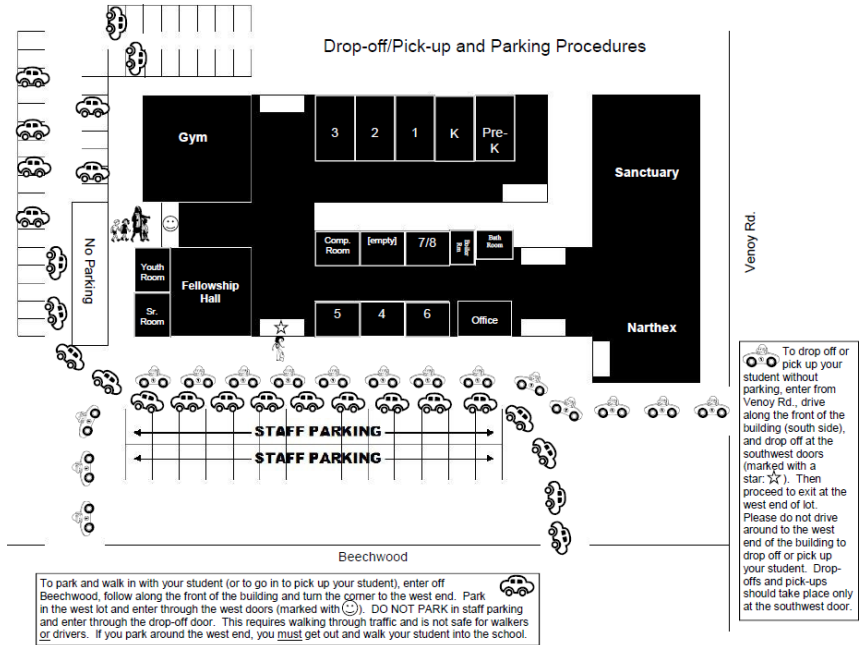 Drop-off/Pick-up and Parking Procedures
Gym
3
2
1
K
Pre-
K
Sanctuary
Venoy Rd.
No Parking
Comp.
Room
[empty]
7/8
Boiler
Rm
Bath
Room
Youth
Room
Fellowship
Hall
Sr.
Room
5
4
6
Office
Narthex
STAFF PARKING
STAFF PARKING
Beechwood
To drop off or
pick up your
student without
parking, enter from
Venoy Rd., drive
along the front of the
building (south side),
and drop off at the
southwest doors
(marked with a
star: ☆). Then
proceed to exit at the
west end of lot.
Please do not drive
around to the west
end of the building to
drop off or pick up
your student. Drop-
offs and pick-ups
should take place only
at the southwest door.
To park and walk in with your student (or to go in to pick up your student), enter off
Beechwood, follow along the front of the building and turn the corner to the west end. Park
in the west lot and enter through the west doors (marked with ☺). DO NOT PARK in staff parking
and enter through the drop-off door. This requires walking through traffic and is not safe for walkers
or drivers. If you park around the west end, you must get out and walk your student into the school.